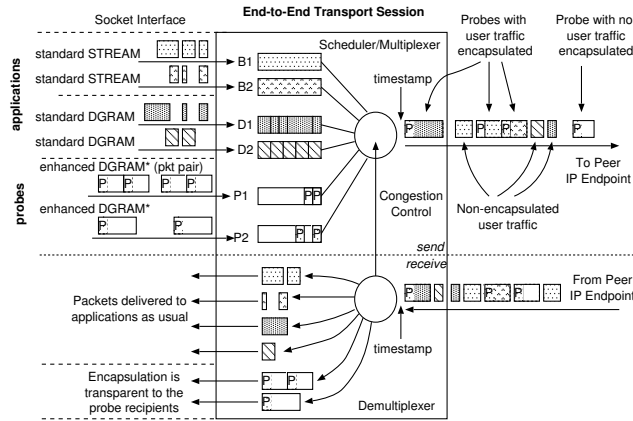 Socket Interface
End-to-End Transport Session
Scheduler/Multiplexer
Probes with
user traffic
encapsulated
Probe with no
user traffic
encapsulated
applications
standard STREAM
B1
standard STREAM
B2
timestamp
standard DGRAM
D1
standard DGRAM
D2
P
P
P
P
P
To Peer
IP Endpoint
probes
enhanced DGRAM* (pkt pair)
P
P
P
P
P1
P
P
enhanced DGRAM*
P
P
P2
P
P
Congestion
Control
Non-encapsulated
user traffic
send
receive
Packets delivered to
applications as usual
P
P
P
From Peer
IP Endpoint
timestamp
Encapsulation is
transparent to the
probe recipients
P
P
P
Demultiplexer